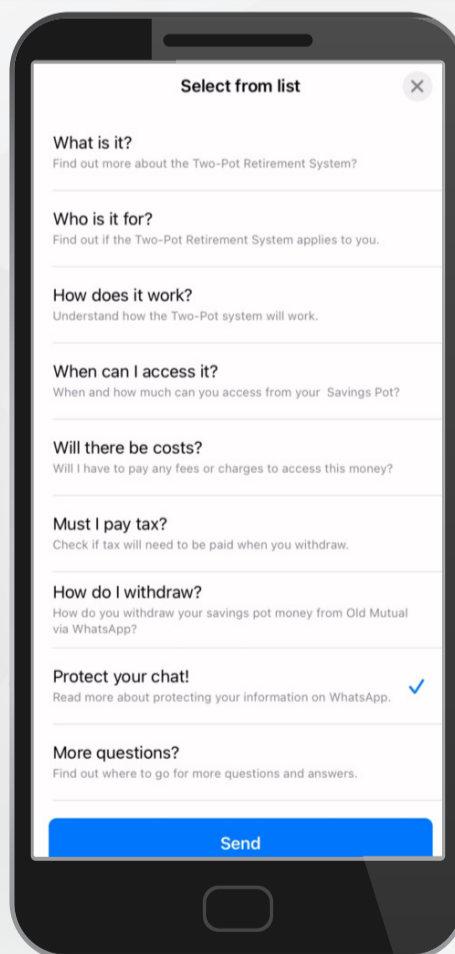 Select from list
What is it?
Find out more about the Two-Pot Retirement System?
Who is it for?
Find out if the Two-Pot Retirement System applies to you.
How does it work?
Understand how the Two-Pot system will work.
When can I access it?
When and how much can you access from your Savings Pot?
Will there be costs?
Will I have to pay any fees or charges to access this money?
Must I pay tax?
Check if tax will need to be paid when you withdraw.
How do I withdraw?
How do you withdraw your savings pot money from Old Mutual
via WhatsApp?
Protect your chat!
Read more about protecting your information on WhatsApp.
More questions?
Find out where to go for more questions and answers.
Send